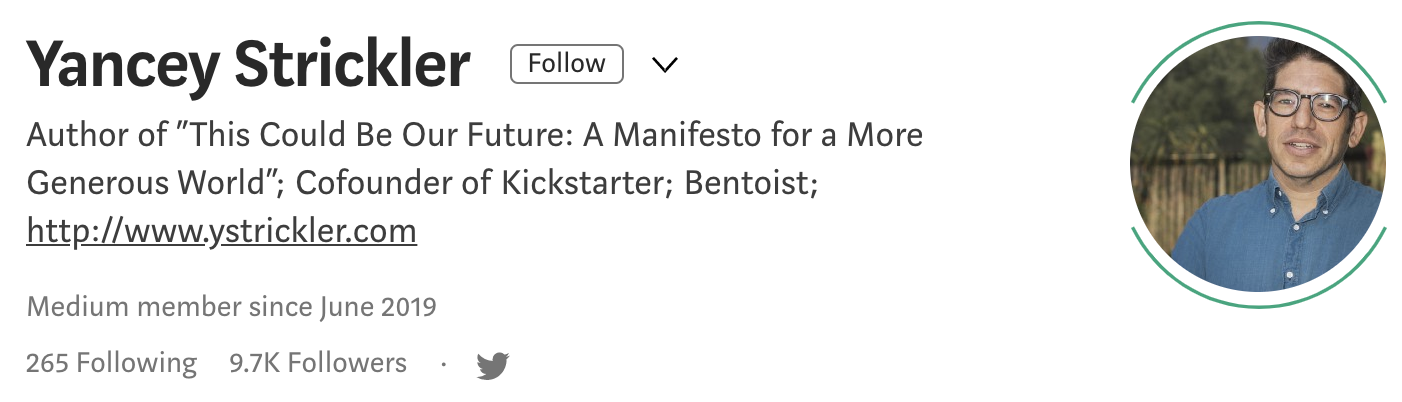 Yancey Strickler Follow
Author of "This Could Be Our Future: A Manifesto for a More
Generous World"; Cofounder of Kickstarter; Bentoist;
http://www.ystrickler.com
Medium member since June 2019
265 Following 9.7K Followers ·